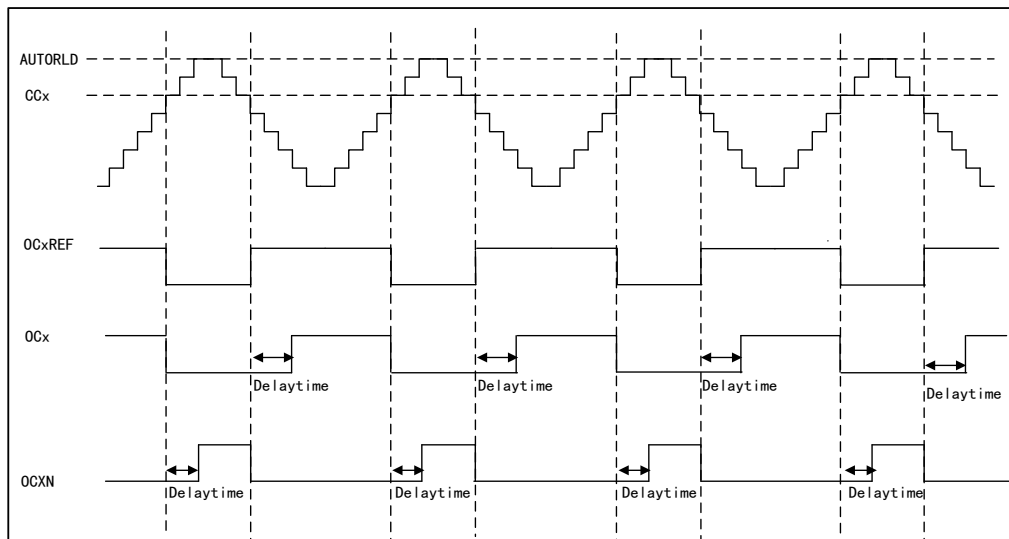 AUTORLD
CCx
OCxREF
OCx
Delaytime
Delaytime
Delaytime
Delaytime
OCXN
Delaytime
Delaytime
Delaytime
Delaytime